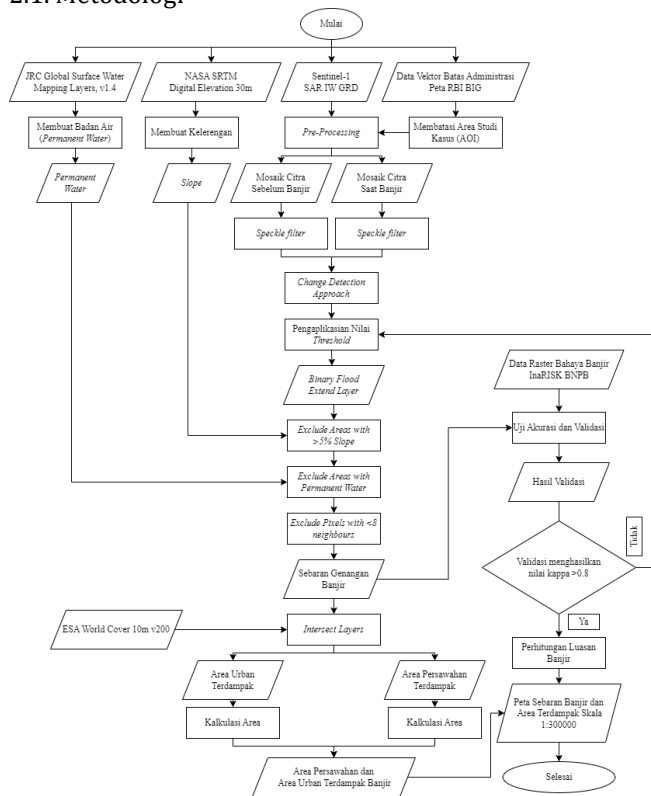 2.1. Metodologi
Mulai
JRC Global Surface Water
Mapping Layers, v1.4
NASA SRTM
Digital Elevation 30m
Sentinel-1
SAR IW GRD
Data Vektor Batas Administrasi
Peta RBI BIG
Membuat Badan Air
(Permanent Water)
Membuat Kelerengan
Pre-Processing
Membatasi Area Studi
Kasus (AOI)
Permanent
Water
Slope
Mosaik Citra
Sebelum Banjir
Mosaik Citra
Saat Banjir
Speckle filter
Speckle filter
Change Detection
Approach
Pengaplikasian Nilai
Threshold
Data Raster Bahaya Banjir
InaRISK BNPB
Binary Flood
Extend Layer
Uji Akurasi dan Validasi
Exclude Areas with
>5% Slope
Exclude Areas with
Permanent Water
Hasil Validasi
Exclude Pixels with <8
neighbours
Tidak
Sebaran Genangan
Banjir
Validasi menghasilkan
nilai kappa >0.8
Ya
ESA World Cover 10m v200
Intersect Layers
Perhitungan Luasan
Banjir
Area Urban
Terdampak
Area Persawahan
Terdampak
Kalkulasi Area
Kalkulasi Area
Peta Sebaran Banjir dan
Area Terdampak Skala
1:300000
Area Persawahan dan
Area Urban Terdampak Banjir
Selesai